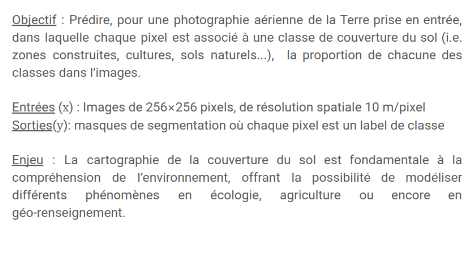 Objectif : Prédire, pour une photographie aérienne de la Terre prise en entrée,
dans laquelle chaque pixel est associé à une classe de couverture du sol (i.e.
zones construites, cultures, sols naturels...), la proportion de chacune des
classes dans l'images.
Entrées (x) : Images de 256×256 pixels, de résolution spatiale 10 m/pixel
Sorties(y): masques de segmentation où chaque pixel est un label de classe
Enjeu : La cartographie de la couverture du sol est fondamentale à la
compréhension de l'environnement, offrant la possibilité de modéliser
différents phénomènes en écologie, agriculture ou encore en
géo-renseignement.